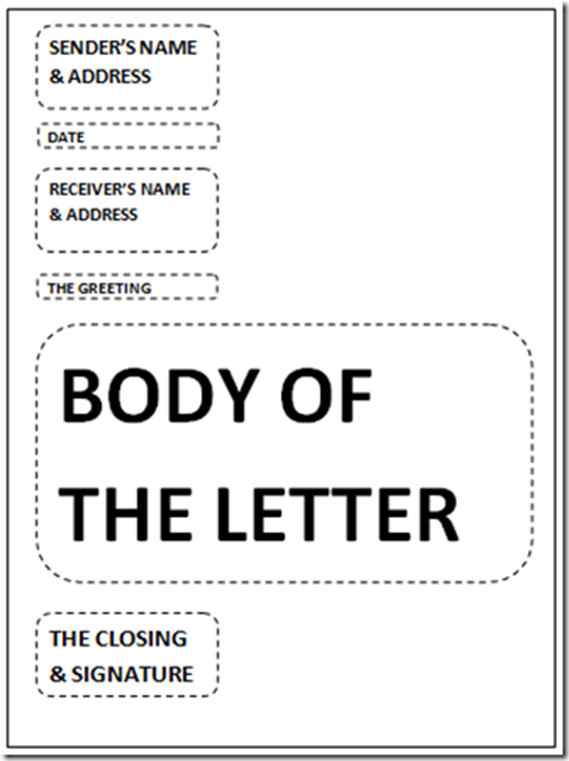 SENDER’S NAME
& ADDRESS
DATE
RECEIVER’S NAME
& ADDRESS
THE GREETING
BODY OF
THE LETTER
THE CLOSING
& SIGNATURE